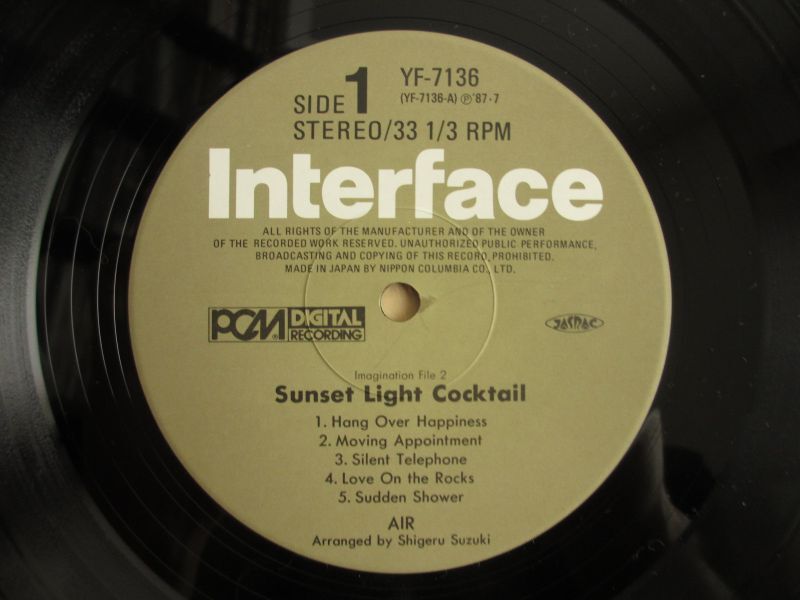 SIDE 1
YF-7136
(YF-7136-A) Ⓟ'87·7
STEREO/33 1/3 RPM
Interface
ALL RIGHTS OF THE MANUFACTURER AND OF THE OWNER
OF THE RECORDED WORK RESERVED. UNAUTHORIZED PUBLIC PERFORMANCE,
BROADCASTING AND COPYING OF THIS RECORD, PROHIBITED.
MADE IN JAPAN BY NIPPON COLUMBIA CO., LTD.
PCM® DIGITAL
RECORDING
JASRAC
Imagination File 2
Sunset Light Cocktail
1. Hang Over Happiness
2. Moving Appointment
3. Silent Telephone
4. Love On the Rocks
5. Sudden Shower
AIR
Arranged by Shigeru Suzuki